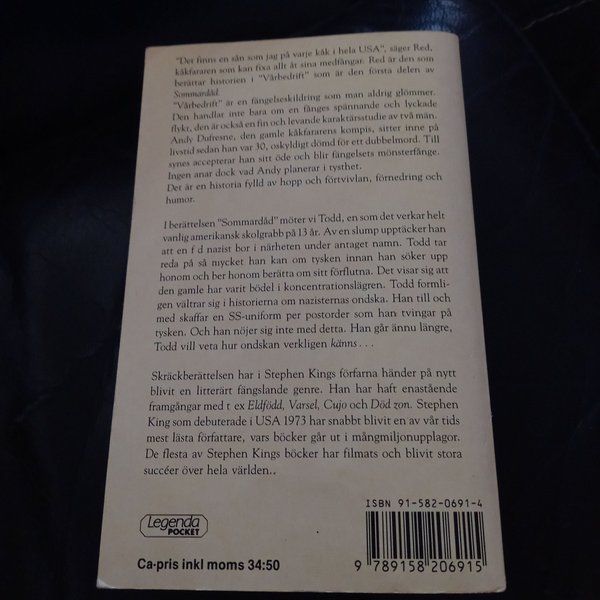 "Det finns en sån som jag på varje kåk i hela USA", säger Red,
kåkfararen som kan fixa allt åt sina medfångar. Red är den som
berättar historien i "Vårbedrift" som är den första delen av
Sommardåd.
"Vårbedrift" är en fängelseskildring som man aldrig glömmer.
Den handlar inte bara om en fånges spännande och lyckade
flykt, den är också en fin och levande karaktärsstudie av två män.
Andy Dufresne, den gamle kåkfararens kompis, sitter inne på
livstid sedan han var 30, oskyldigt dömd för ett dubbelmord. Till
synes accepterar han sitt öde och blir fängelsets mönsterfånge.
Ingen anar dock vad Andy planerar i tysthet.
Det är en historia fylld av hopp och förtvivlan, förnedring och
humor.
I berättelsen "Sommardåd" möter vi Todd, en som det verkar helt
vanlig amerikansk skolgrabb på 13 år. Av en slump upptäcker han
att en f d nazist bor i närheten under antaget namn. Todd tar
reda på så mycket han kan om tysken innan han söker upp
honom och ber honom berätta om sitt förflutna. Det visar sig att
den gamle har varit bödel i koncentrationslägren. Todd formli-
gen vältrar sig i historierna om nazisternas ondska. Han till och
med skaffar en SS-uniform per postorder som han tvingar på
tysken. Och han nöjer sig inte med detta. Han går ännu längre,
Todd vill veta hur ondskan verkligen känns . . .
Skräckberättelsen har i Stephen Kings förfarna händer på nytt
blivit en litterärt fängslande genre. Han har haft enastående
framgångar med t ex Eldfödd, Varsel, Cujo och Död zon. Stephen
King som debuterade i USA 1973 har snabbt blivit en av vår tids
mest lästa författare, vars böcker går ut i mångmiljonupplagor.
De flesta av Stephen Kings böcker har filmats och blivit stora
succéer över hela världen..
ISBN 91-582-0691-4
Legenda
POCKET
Ca-pris inkl moms 34:50
9 789158 206915